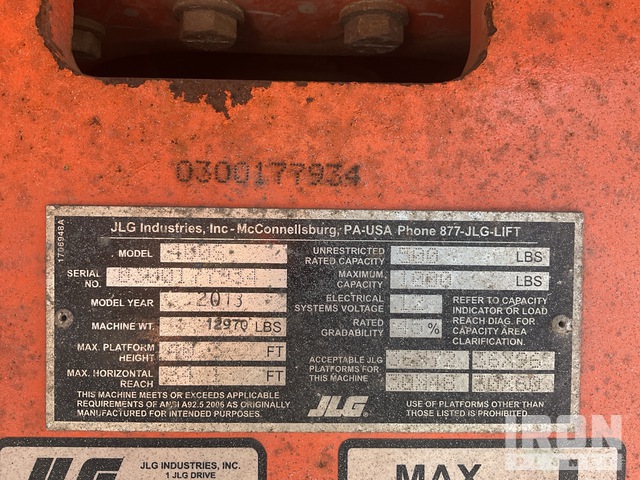 0300177934
1706948A
JLG Industries, Inc - McConnellsburg, PA-USA Phone 877-JLG-LIFT
MODEL
SERIAL NO.
MODEL YEAR 2013
MACHINE WT. 12970 LBS
MAX. PLATFORM HEIGHT FT
MAX. HORIZONTAL REACH FT
THIS MACHINE MEETS OR EXCEEDS APPLICABLE
REQUIREMENTS OF ANSI A92.5 2006 AS ORIGINALLY
MANUFACTURED FOR INTENDED PURPOSES.
UNRESTRICTED RATED CAPACITY LBS
MAXIMUM CAPACITY LBS
ELECTRICAL SYSTEMS VOLTAGE
RATED GRADABILITY %
REFER TO CAPACITY
INDICATOR OR LOAD
REACH DIAG. FOR
CAPACITY AREA
CLARIFICATION.
ACCEPTABLE JLG
PLATFORMS FOR
THIS MACHINE
JLG
USE OF PLATFORMS OTHER THAN
THOSE LISTED IS PROHIBITED.
JLG
JLG INDUSTRIES, INC.
1 JLG DRIVE
MAX
IRON